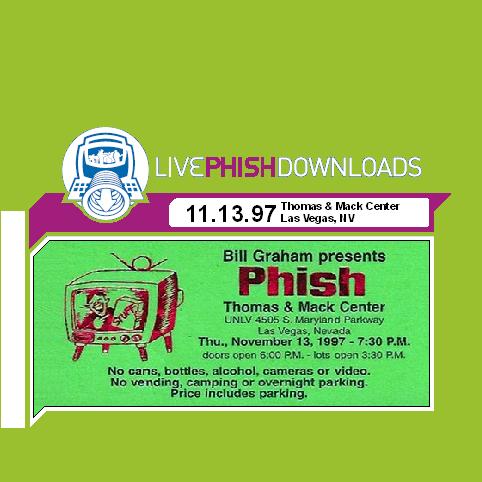 LIVEPHISHDOWNLOADS
11.13.97 Thomas & Mack Center
Las Vegas, NV
Bill Graham presents
Phish
Thomas & Mack Center
UNLV 4505 S. Maryland Parkway
Las Vegas, Nevada
Thu., November 13, 1997 - 7:30 P.M.
doors open 6:00 P.M. - lots open 3:30 P.M.
No cans, bottles, alcohol, cameras or video.
No vending, camping or overnight parking.
Price includes parking.